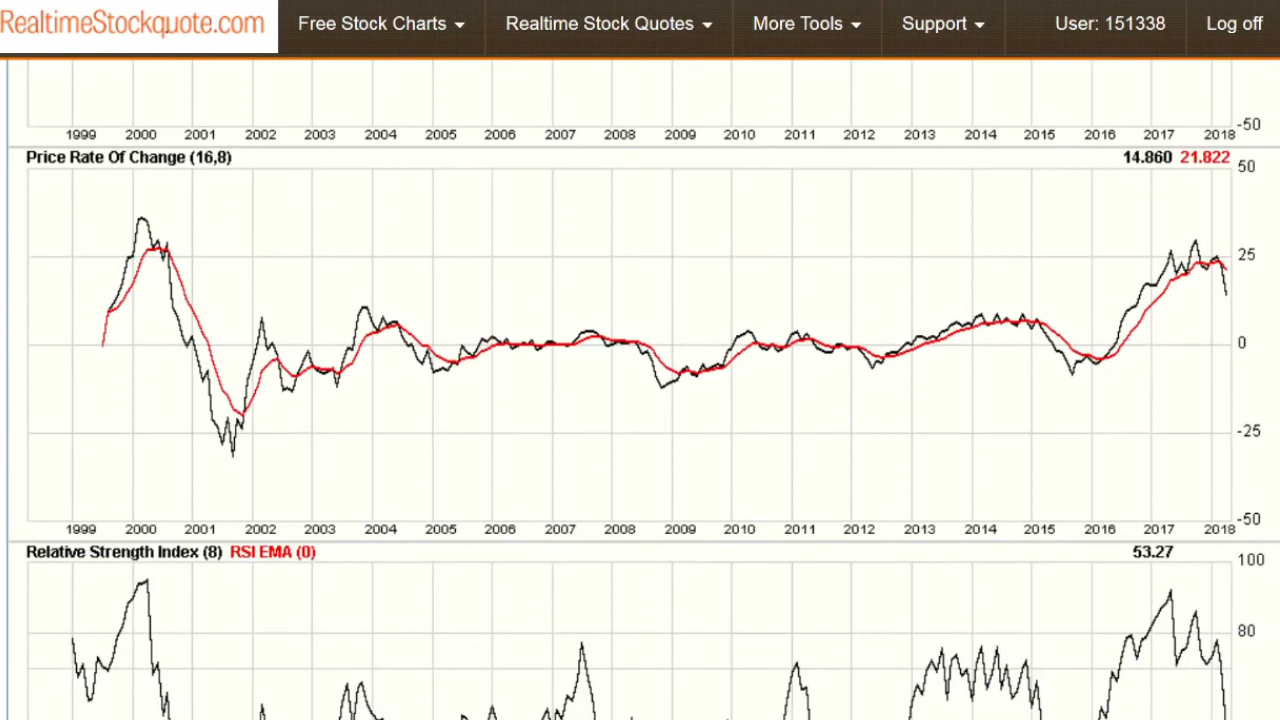 RealtimeStockquote.com Free Stock Charts Realtime Stock Quotes More Tools Support User: 151338 Log off
-50
1999 2000 2001 2002 2003 2004 2005 2006 2007 2008 2009 2010 2011 2012 2013 2014 2015 2016 2017 2018
Price Rate Of Change (16,8) 14.860 21.822
50
25
0
-25
-50
1999 2000 2001 2002 2003 2004 2005 2006 2007 2008 2009 2010 2011 2012 2013 2014 2015 2016 2017 2018
Relative Strength Index (8) RSI EMA (0) 53.27
100
80